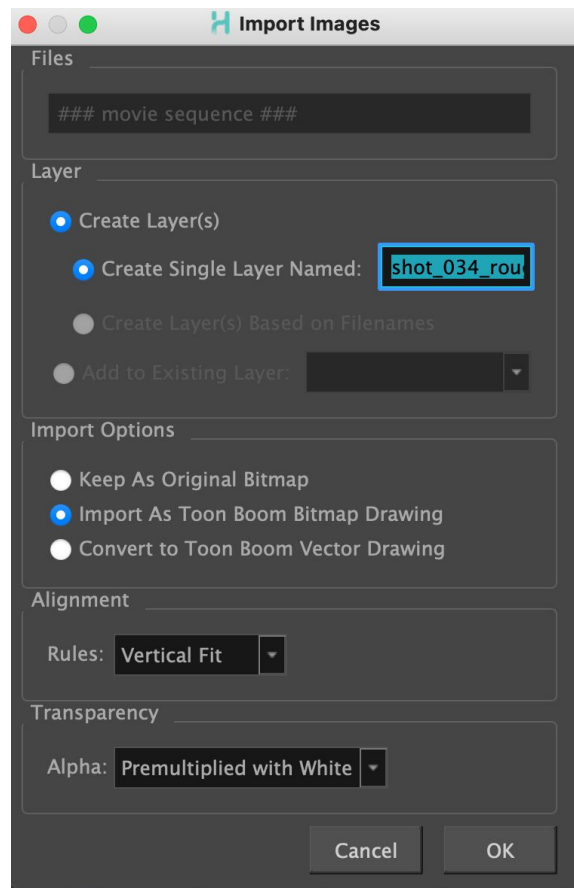 Import Images
Files
### movie sequence ###
Layer
Create Layer(s)
Create Single Layer Named: shot_034_rou
Create Layer(s) Based on Filenames
Add to Existing Layer:
Import Options
Keep As Original Bitmap
Import As Toon Boom Bitmap Drawing
Convert to Toon Boom Vector Drawing
Alignment
Rules: Vertical Fit
Transparency
Alpha: Premultiplied with White
Cancel OK